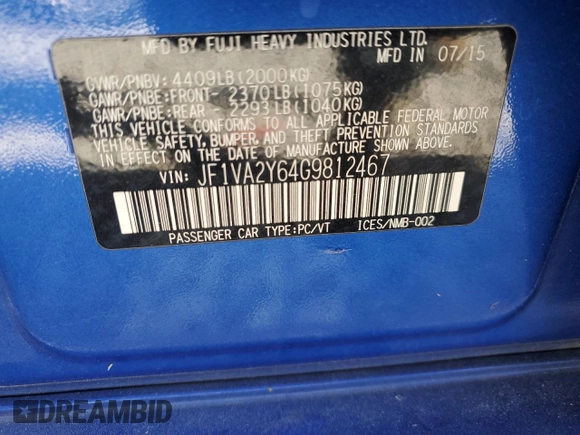 MFD BY FUJI HEAVY INDUSTRIES LTD.
MFD IN 07/15
GVWR/PNBV: 4409LB(2000KG)
GAWR/PNBE:FRONT- 2370LB(1075KG)
GAWR/PNBE:REAR - 2293LB(1040KG)
THIS VEHICLE CONFORMS TO ALL APPLICABLE FEDERAL MOTOR
VEHICLE SAFETY, BUMPER, AND THEFT PREVENTION STANDARDS
IN EFFECT ON THE DATE OF MANUFACTURE SHOWN ABOVE.
VIN: JF1VA2Y64G9812467
PASSENGER CAR TYPE:PC/VT ICES/NMB-002
DREAMBID